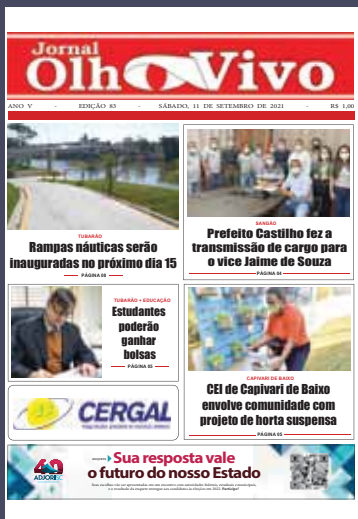 Jornal
Olho Vivo
ANO V - EDIÇÃO 83 - SÁBADO, 11 DE SETEMBRO DE 2021 - R$ 1,00
TUBARÃO
Rampas náuticas serão
inauguradas no próximo dia 15
PÁGINA 08
SANGÃO
Prefeito Castilho fez a
transmissão de cargo para
o vice Jaime de Souza
PÁGINA 04
TUBARÃO + EDUCAÇÃO
Estudantes
poderão
ganhar
bolsas
PÁGINA 05
CAPIVARI DE BAIXO
CEI de Capivari de Baixo
envolve comunidade com
projeto de horta suspensa
PÁGINA 05
CERGAL
40
ADJORISC
Sua resposta vale
o futuro do nosso Estado